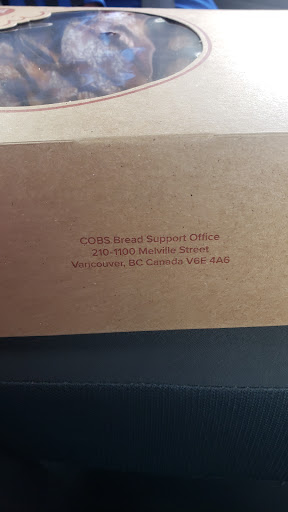 COBS Bread Support Office
210-1100 Melville Street
Vancouver, BC Canada V6E 4A6